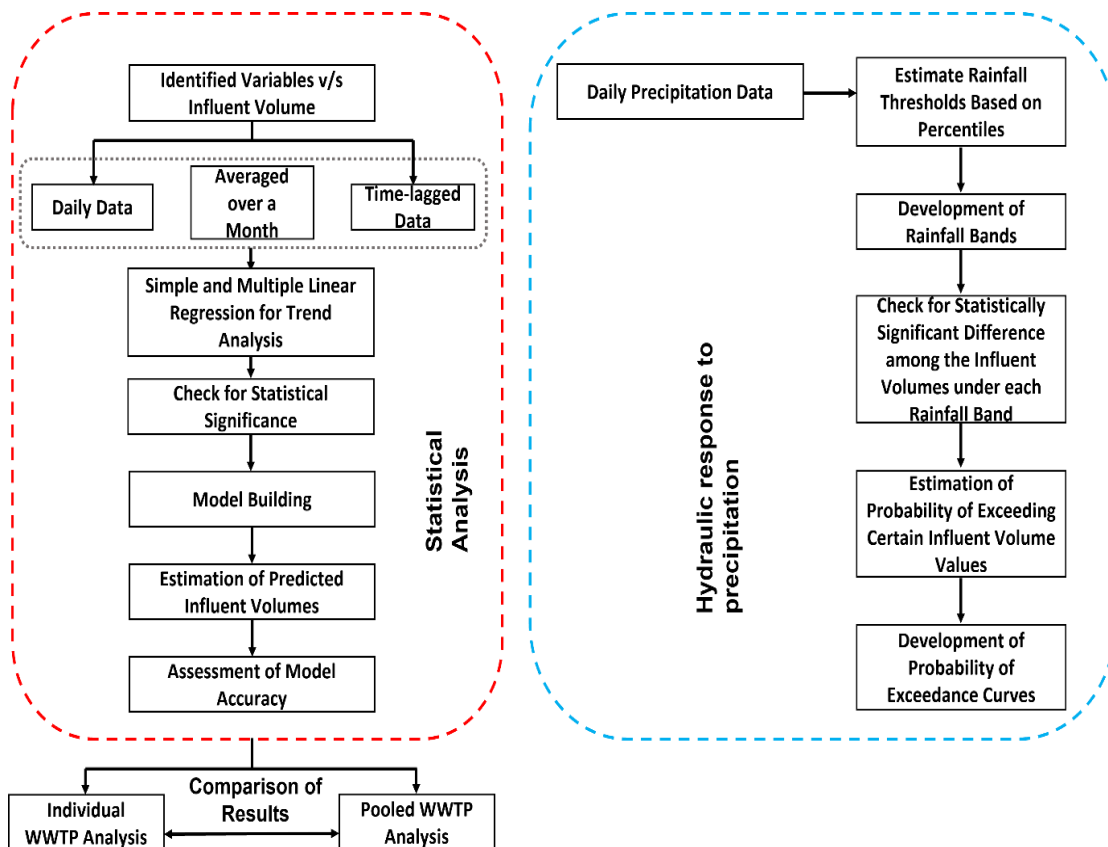 Identified Variables v/s
Influent Volume
Daily Data
Averaged
over a
Month
Time-lagged
Data
Simple and Multiple Linear
Regression for Trend
Analysis
Check for Statistical
Significance
Model Building
Estimation of Predicted
Influent Volumes
Assessment of Model
Accuracy
Statistical
Analysis
Individual
WWTP Analysis
Comparison of
Results
Pooled WWTP
Analysis
Daily Precipitation Data
Estimate Rainfall
Thresholds Based on
Percentiles
Development of
Rainfall Bands
Check for Statistically
Significant Difference
among the Influent
Volumes under each
Rainfall Band
Estimation of
Probability of Exceeding
Certain Influent Volume
Values
Development of
Probability of
Exceedance Curves
Hydraulic response to
precipitation